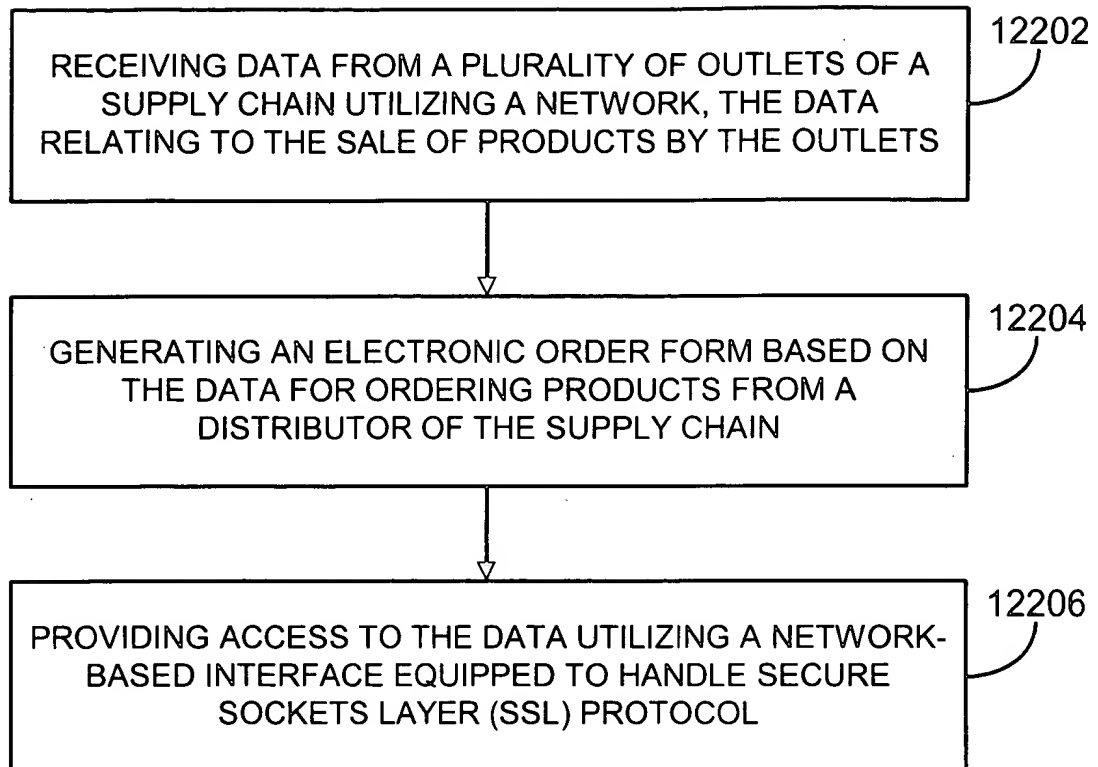 12202
RECEIVING DATA FROM A PLURALITY OF OUTLETS OF A
SUPPLY CHAIN UTILIZING A NETWORK, THE DATA
RELATING TO THE SALE OF PRODUCTS BY THE OUTLETS
12204
GENERATING AN ELECTRONIC ORDER FORM BASED ON
THE DATA FOR ORDERING PRODUCTS FROM A
DISTRIBUTOR OF THE SUPPLY CHAIN
12206
PROVIDING ACCESS TO THE DATA UTILIZING A NETWORK-
BASED INTERFACE EQUIPPED TO HANDLE SECURE
SOCKETS LAYER (SSL) PROTOCOL